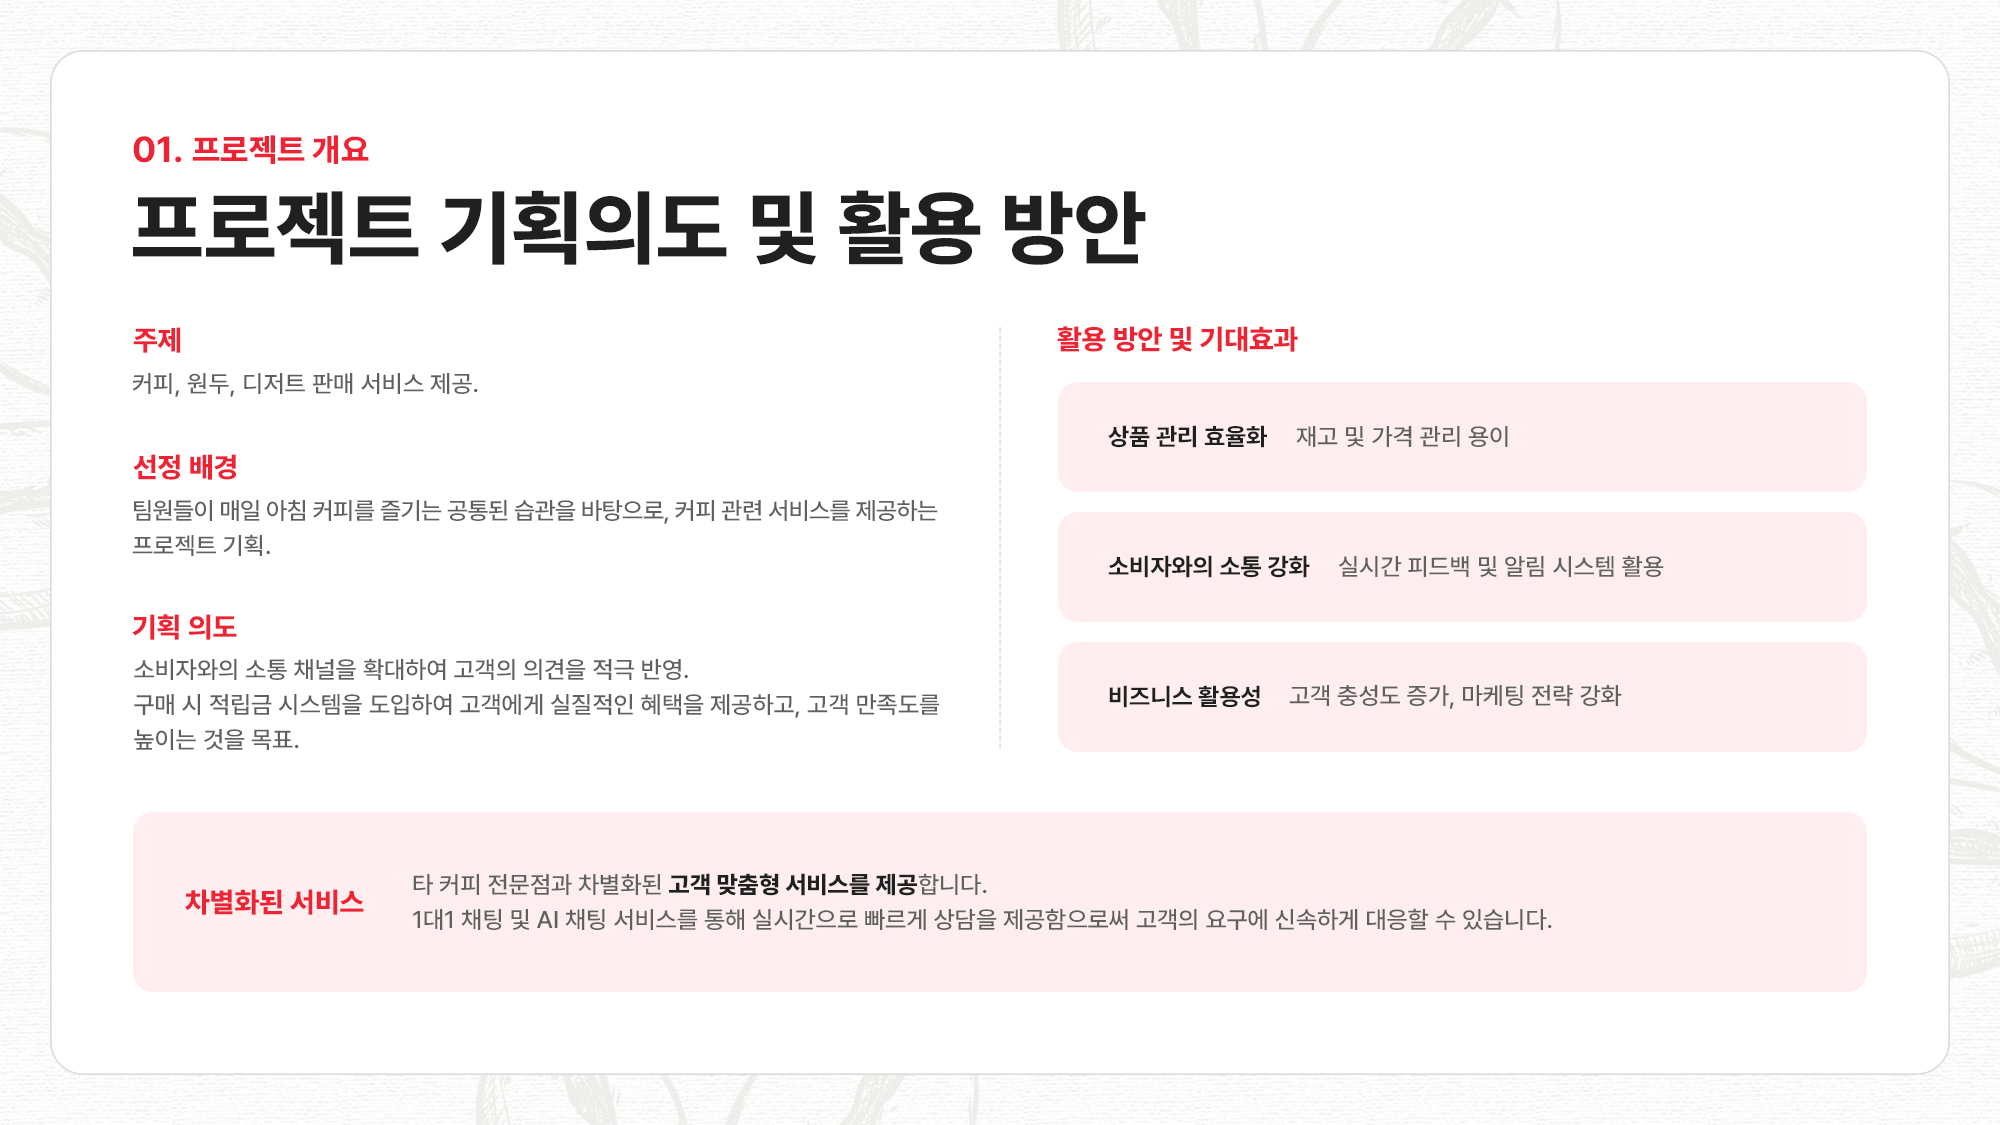 01. 프로젝트 개요
프로젝트 기획의도 및 활용 방안
주제
커피, 원두, 디저트 판매 서비스 제공.
선정 배경
팀원들이 매일 아침 커피를 즐기는 공통된 습관을 바탕으로, 커피 관련 서비스를 제공하는
프로젝트 기획.
기획 의도
소비자와의 소통 채널을 확대하여 고객의 의견을 적극 반영.
구매 시 적립금 시스템을 도입하여 고객에게 실질적인 혜택을 제공하고, 고객 만족도를
높이는 것을 목표.
활용 방안 및 기대효과
상품 관리 효율화 재고 및 가격 관리 용이
소비자와의 소통 강화 실시간 피드백 및 알림 시스템 활용
비즈니스 활용성 고객 충성도 증가, 마케팅 전략 강화
차별화된 서비스
타 커피 전문점과 차별화된 고객 맞춤형 서비스를 제공합니다.
1대1 채팅 및 AI 채팅 서비스를 통해 실시간으로 빠르게 상담을 제공함으로써 고객의 요구에 신속하게 대응할 수 있습니다.